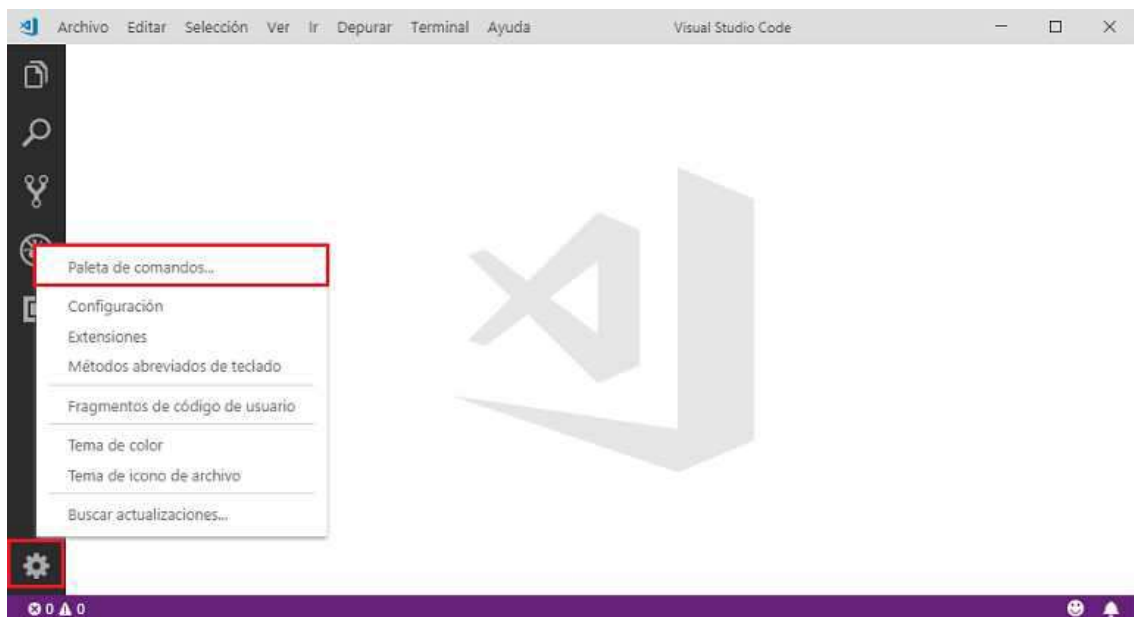 Archivo Editar Selección Ver Ir Depurar Terminal Ayuda Visual Studio Code
Paleta de comandos...
Configuración
Extensiones
Métodos abreviados de teclado
Fragmentos de código de usuario
Tema de color
Tema de icono de archivo
Buscar actualizaciones...
0 0